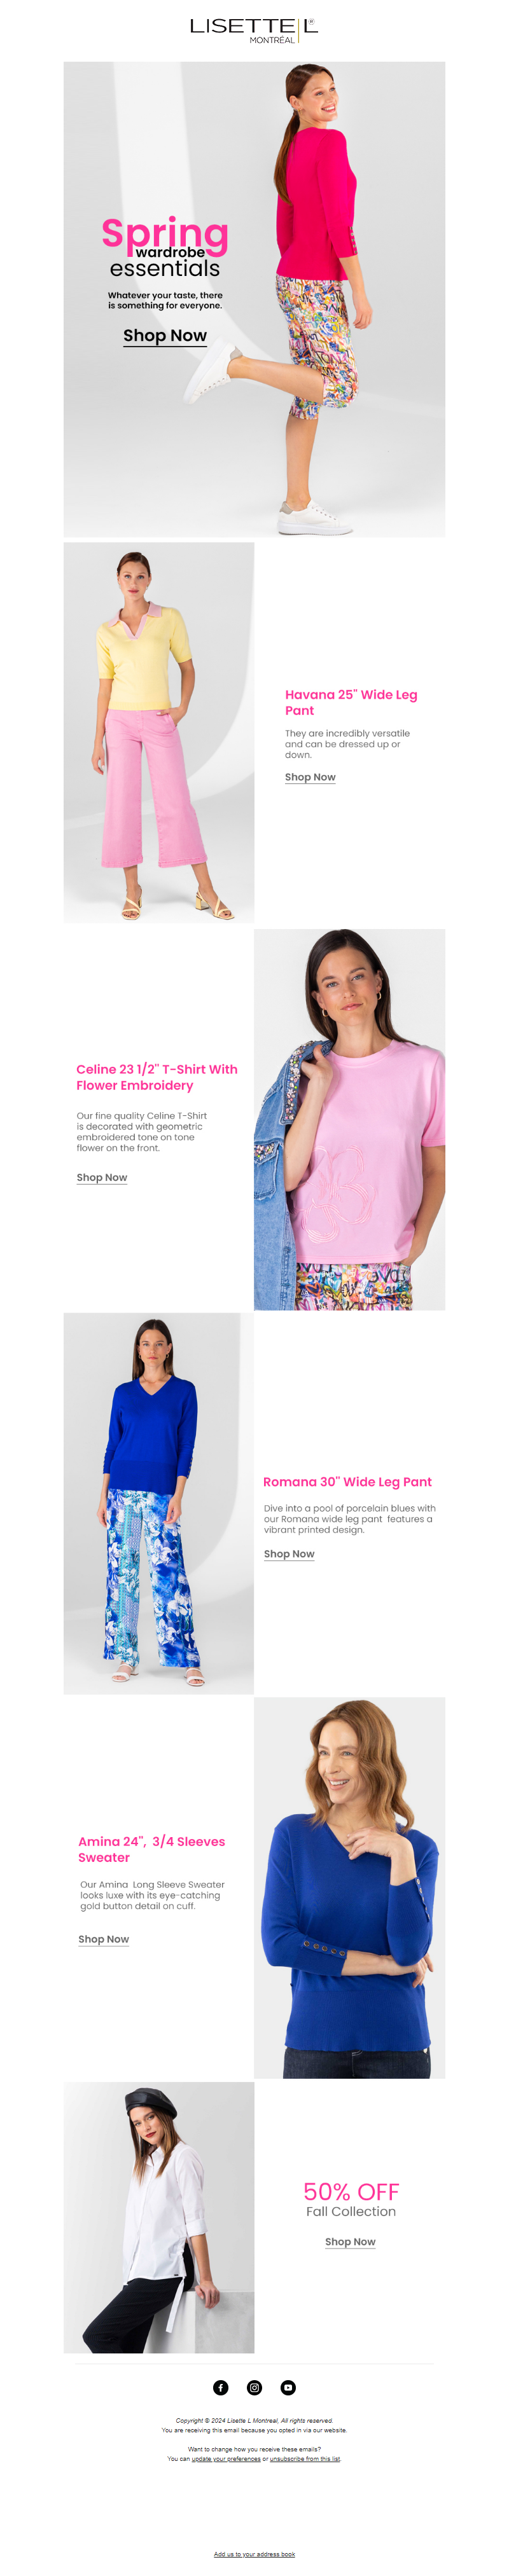 LISETTE L®
MONTRÉAL
Spring
wardrobe
essentials
Whatever your taste, there
is something for everyone.
Shop Now
Havana 25" Wide Leg
Pant
They are incredibly versatile
and can be dressed up or
down.
Shop Now
Celine 23 1/2" T-Shirt With
Flower Embroidery
Our fine quality Celine T-Shirt
is decorated with geometric
embroidered tone on tone
flower on the front.
Shop Now
Romana 30" Wide Leg Pant
Dive into a pool of porcelain blues with
our Romana wide leg pant features a
vibrant printed design.
Shop Now
Amina 24", 3/4 Sleeves
Sweater
Our Amina Long Sleeve Sweater
looks luxe with its eye-catching
gold button detail on cuff.
Shop Now
50% OFF
Fall Collection
Shop Now
Copyright © 2024 Lisette L Montreal, All rights reserved.
You are receiving this email because you opted in via our website.
Want to change how you receive these emails?
You can update your preferences or unsubscribe from this list.
Add us to your address book